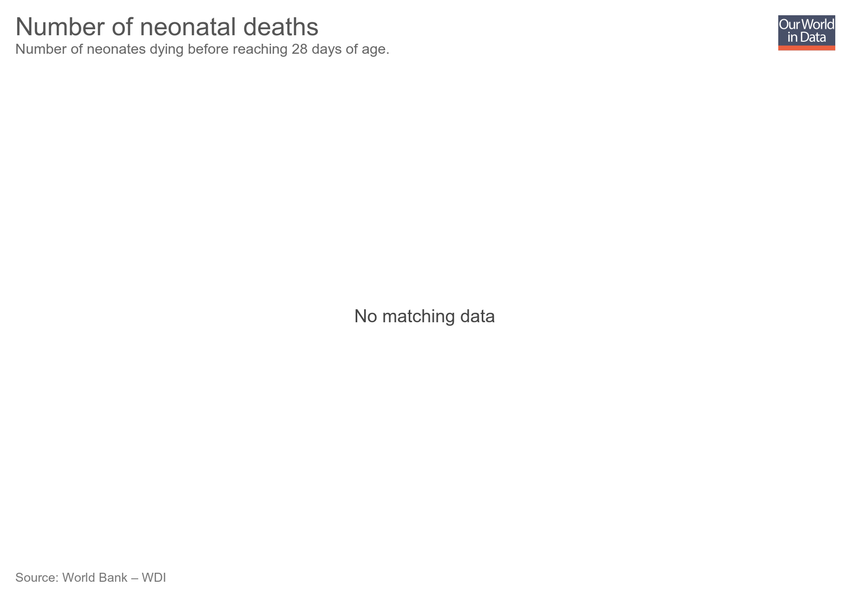 Number of neonatal deaths
Number of neonates dying before reaching 28 days of age.
Our World
in Data
No matching data
Source: World Bank – WDI